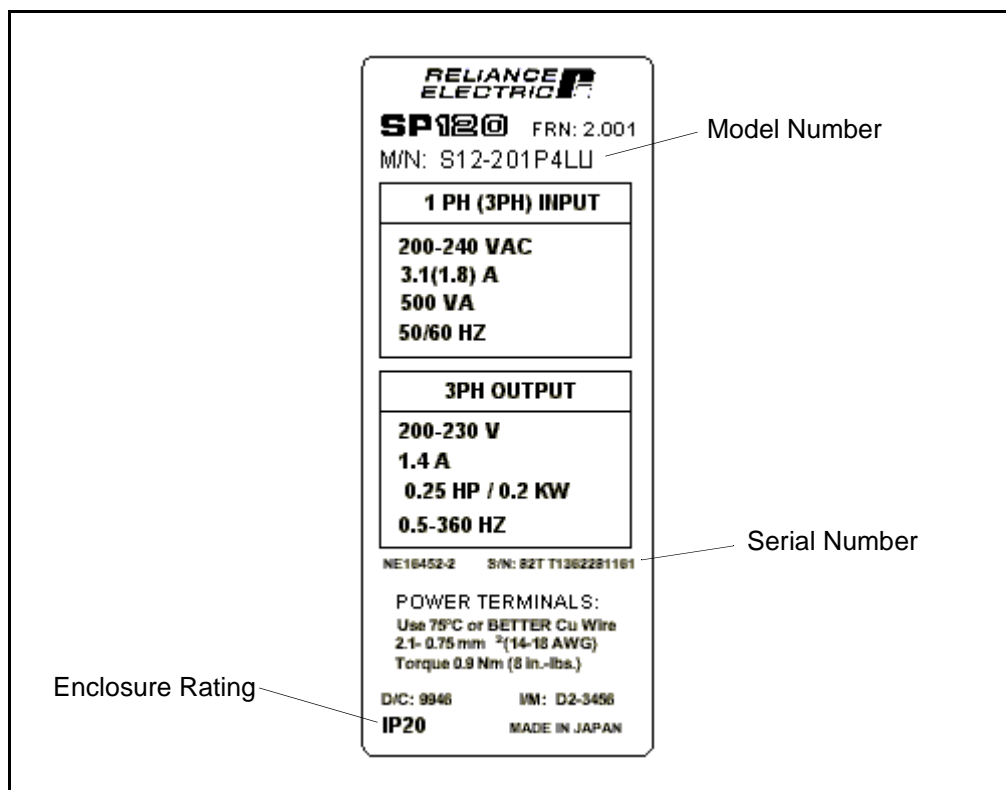 RELIANCE
ELECTRIC
SP120 FRN: 2.001
Model Number
M/N: S12-201P4LU
1 PH (3PH) INPUT
200-240 VAC
3.1(1.8) A
500 VA
50/60 HZ
3PH OUTPUT
200-230 V
1.4 A
0.25 HP / 0.2 KW
0.5-360 HZ
Serial Number
NE16452-2 S/N: 82T T1362281161
POWER TERMINALS:
Use 75°C or BETTER Cu Wire
2.1- 0.75 mm ²(14-18 AWG)
Torque 0.9 Nm (8 in.-lbs.)
Enclosure Rating
D/C: 9946 I/M: D2-3456
IP20 MADE IN JAPAN